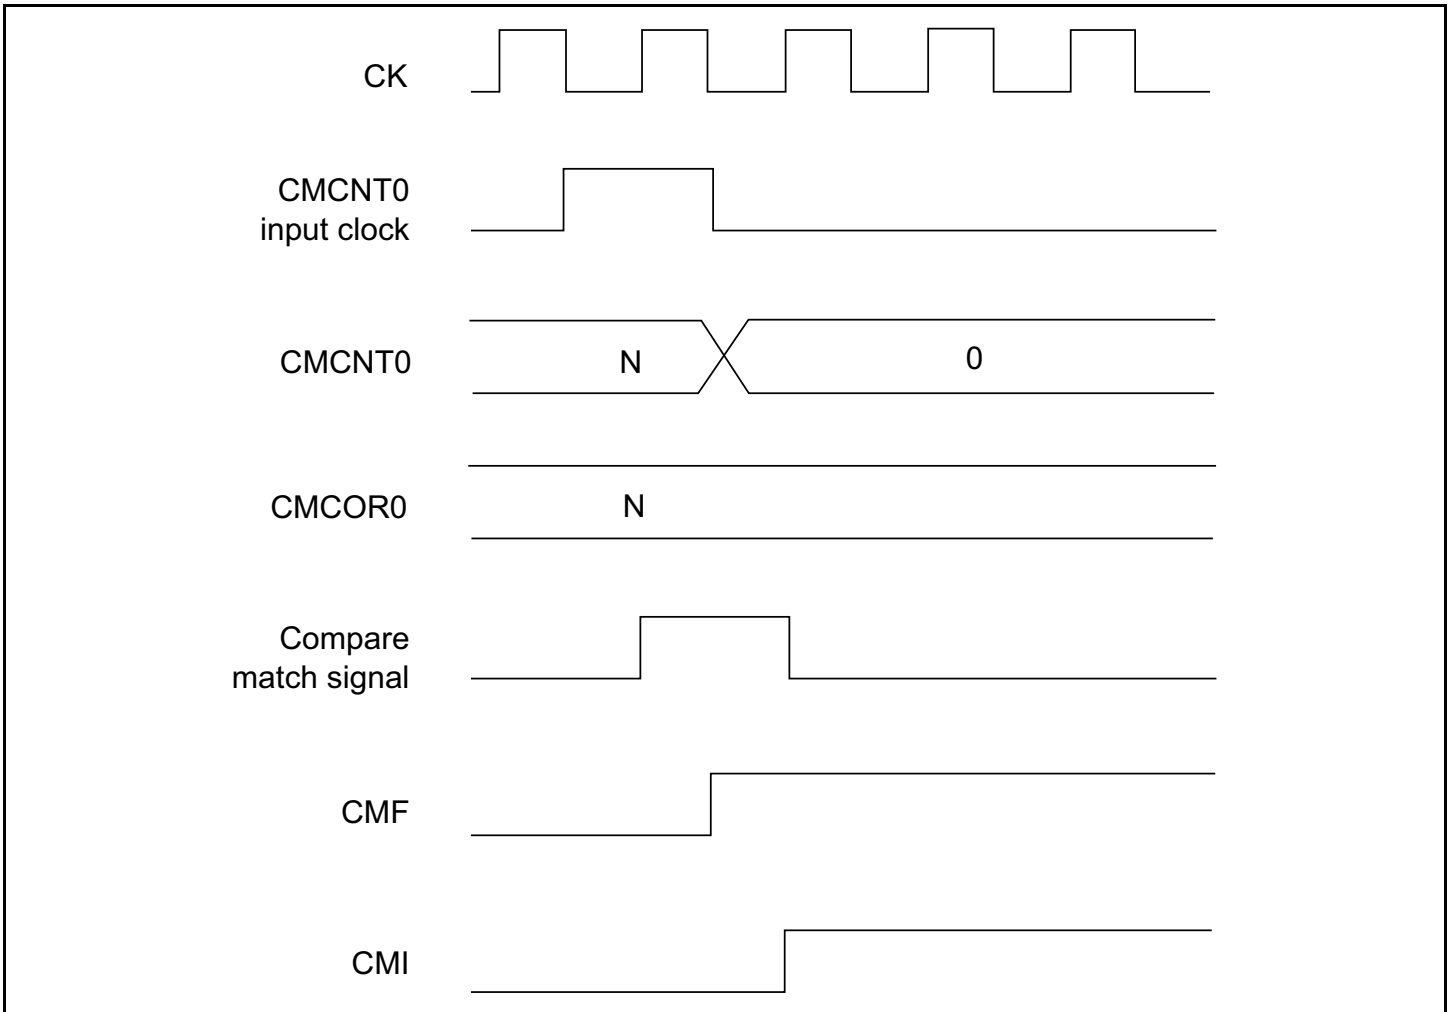 CK
CMCNT0
input clock
CMCNT0
N
0
CMCOR0
N
Compare
match signal
CMF
CMI